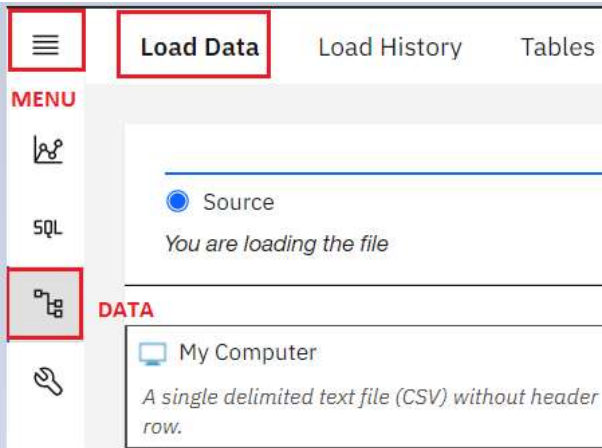 Load Data Load History Tables
MENU
SQL
Source
You are loading the file
DATA
My Computer
A single delimited text file (CSV) without header
row.